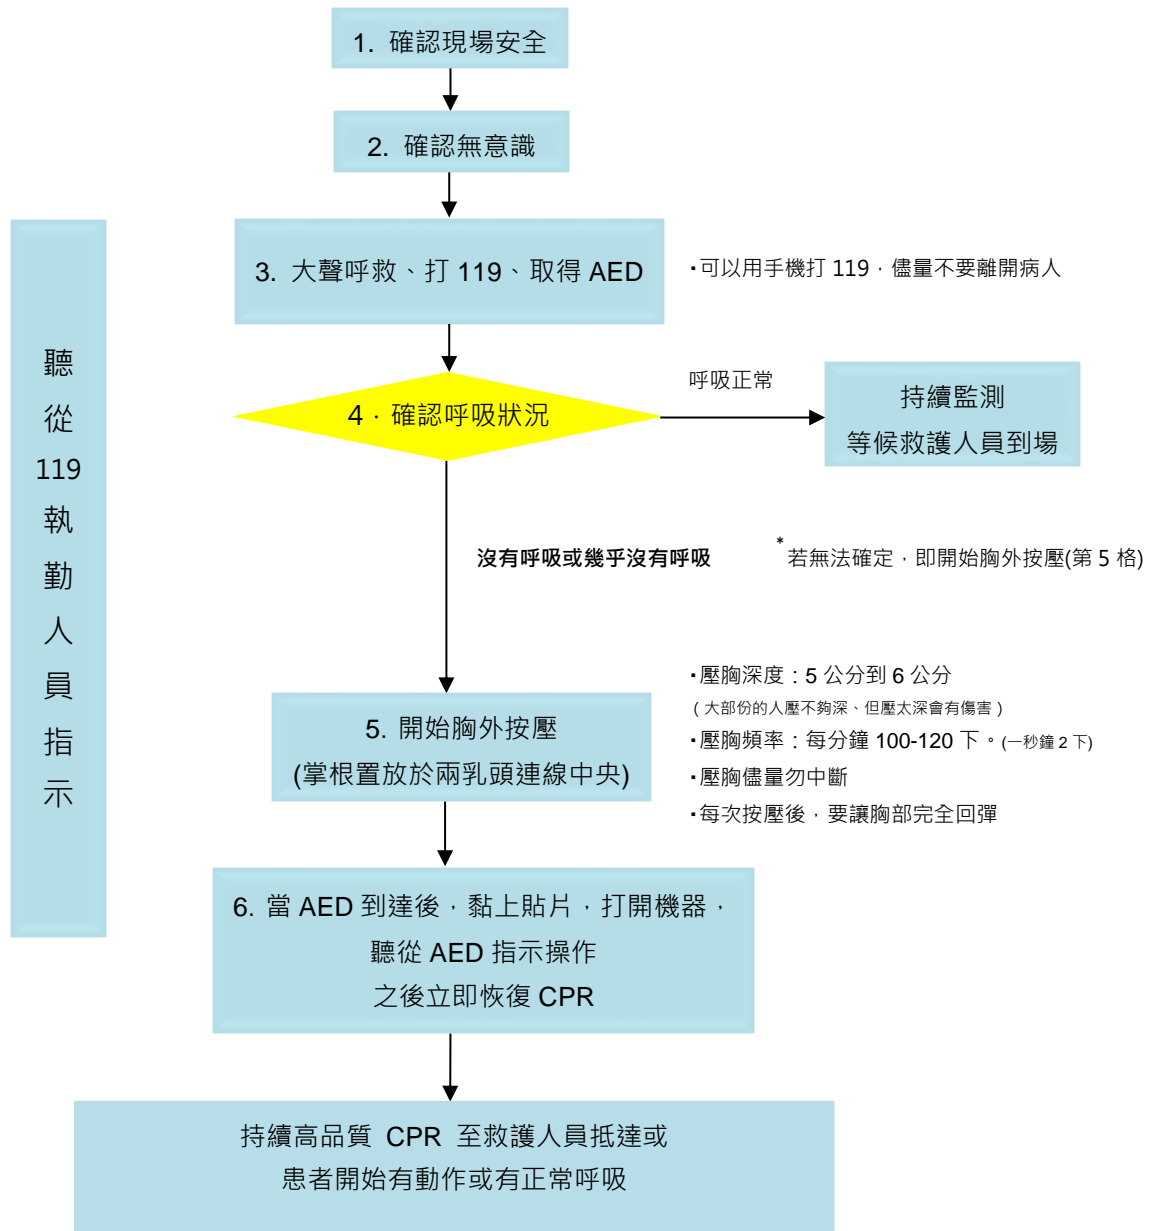 1. 確認現場安全
2. 確認無意識
3. 大聲呼救、打 119、取得 AED
▪可以用手機打 119，儘量不要離開病人
聽從119執勤人員指示
4．確認呼吸狀況
呼吸正常
持續監測
等候救護人員到場
沒有呼吸或幾乎沒有呼吸
*若無法確定，即開始胸外按壓(第 5 格)
5. 開始胸外按壓
(掌根置放於兩乳頭連線中央)
▪壓胸深度：5 公分到 6 公分
（大部份的人壓不夠深、但壓太深會有傷害）
▪壓胸頻率：每分鐘 100-120 下。(一秒鐘 2 下)
▪壓胸儘量勿中斷
▪每次按壓後，要讓胸部完全回彈
6. 當 AED 到達後，黏上貼片，打開機器，
聽從 AED 指示操作
之後立即恢復 CPR
持續高品質 CPR 至救護人員抵達或
患者開始有動作或有正常呼吸